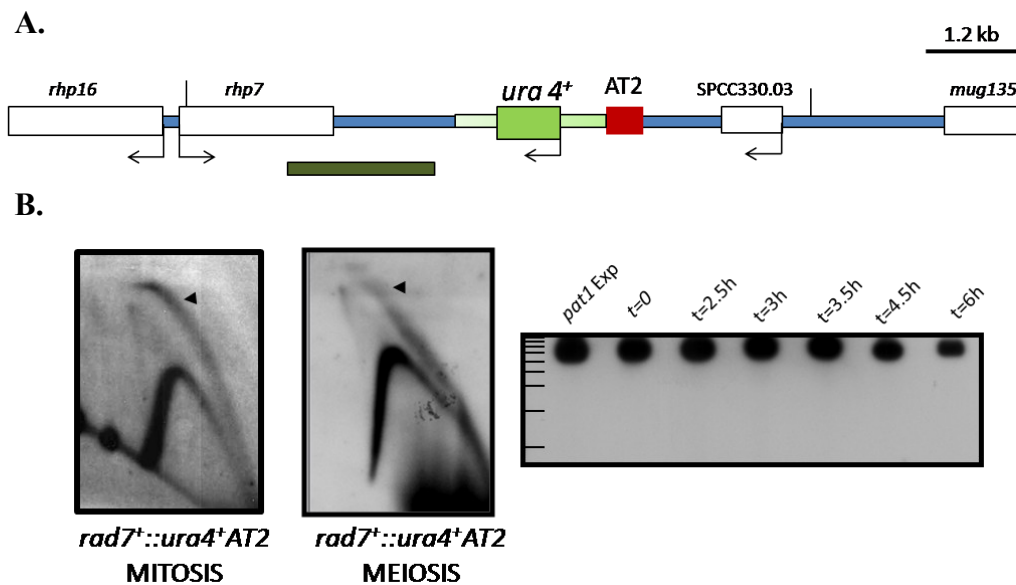 A.
1.2 kb
rhp16 rhp7 ura 4+ AT2 SPCC330.03 mug135
B.
pat1 Exp t=0 t=2.5h t=3h t=3.5h t=4.5h t=6h
rad7+::ura4+AT2 rad7+::ura4+AT2
MITOSIS MEIOSIS